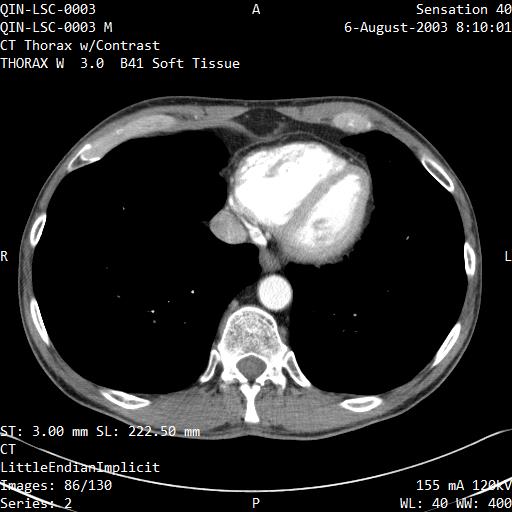 QIN-LSC-0003
A
Sensation 40
QIN-LSC-0003 M
6-August-2003 8:10:01
CT Thorax w/Contrast
THORAX W  3.0  B41 Soft Tissue
R
L
ST: 3.00 mm SL: 222.50 mm
CT
LittleEndianImplicit
Images: 86/130
155 mA 120kV
Series: 2
P
WL: 40 WW: 400